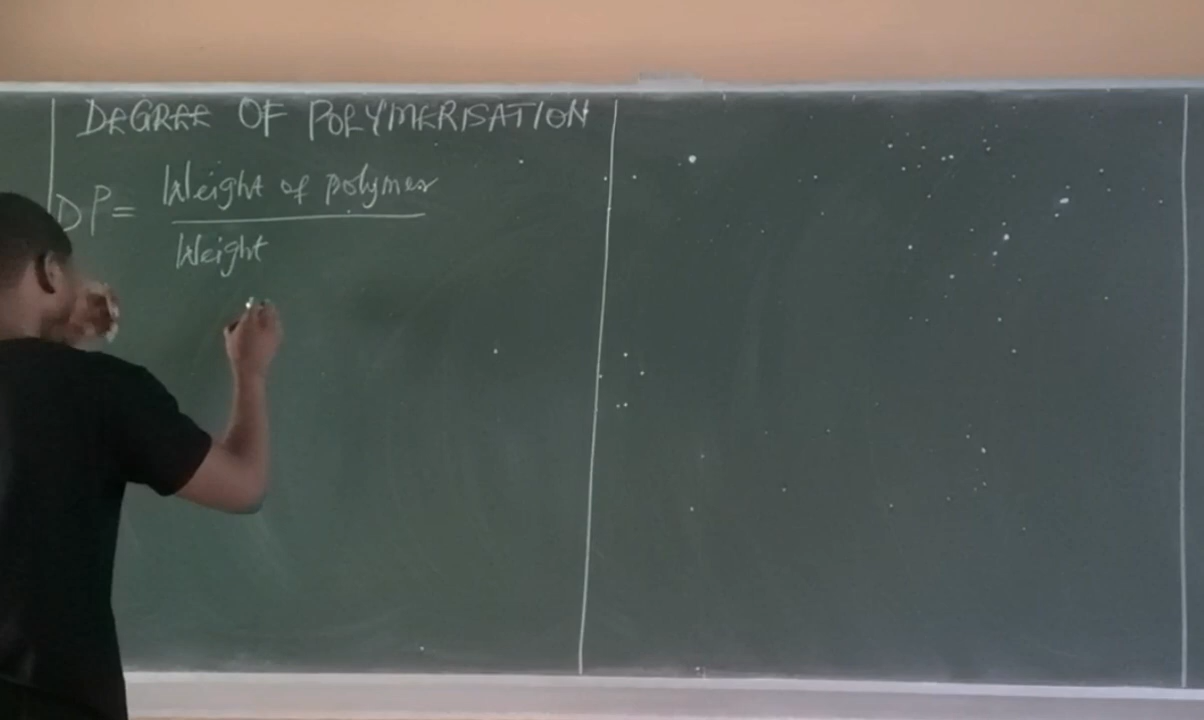 DEGREE OF POLYMERISATION
DP = Weight of polymer
Weight